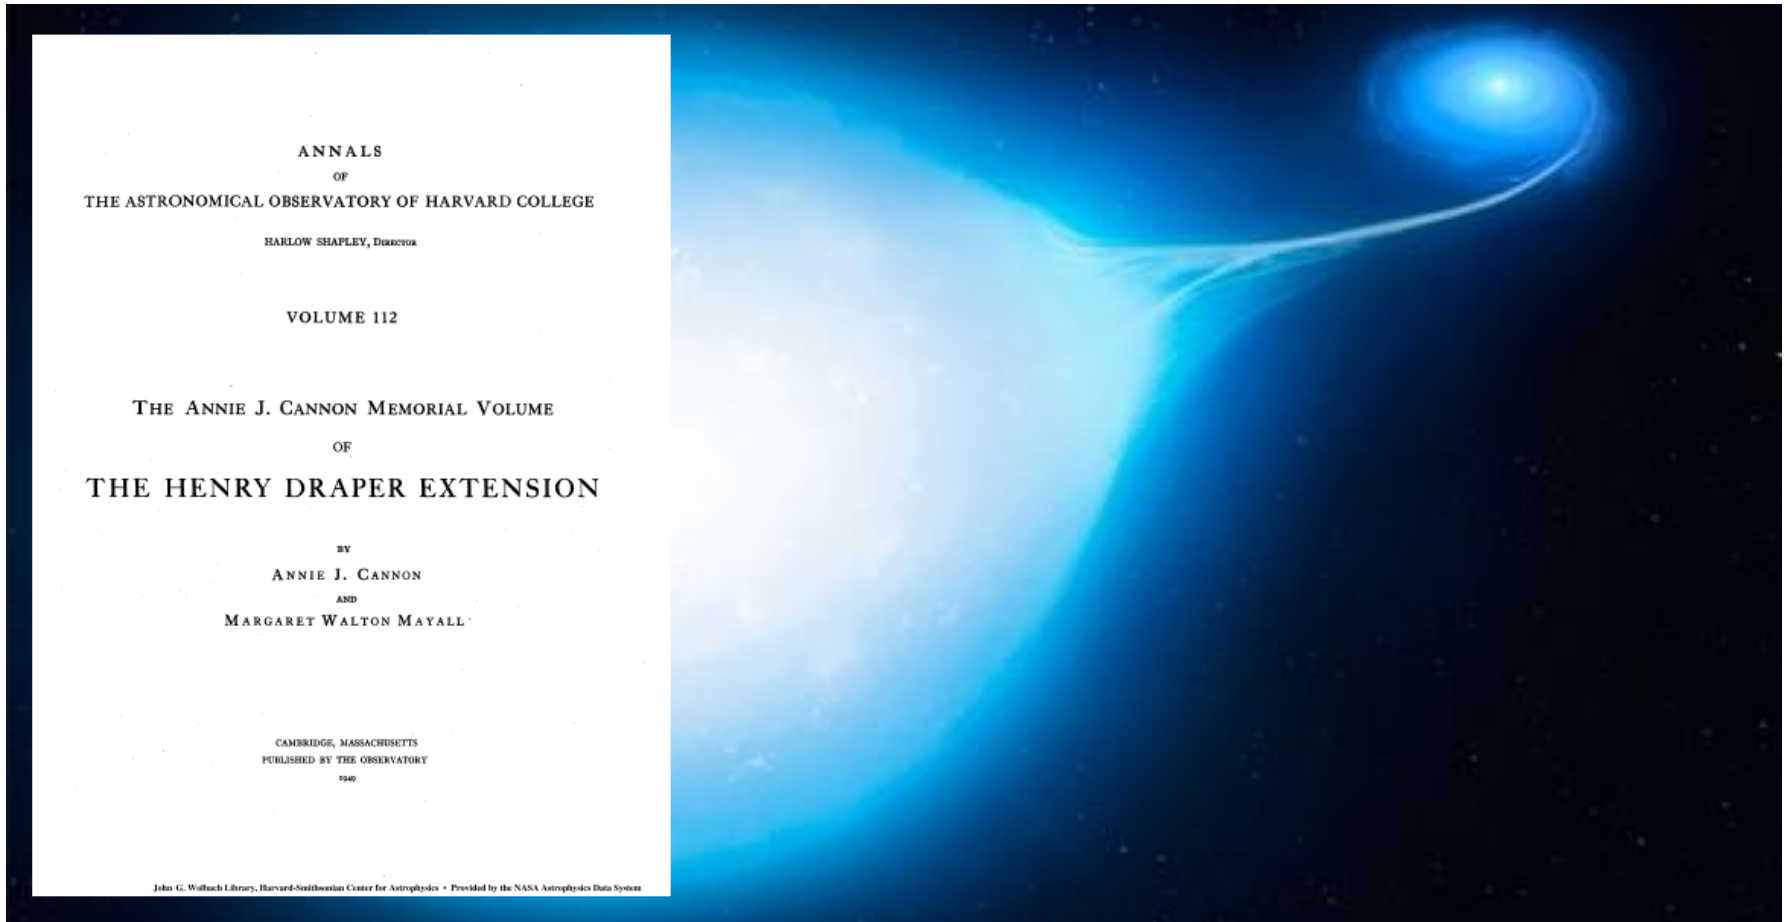 ANNALS
OF
THE ASTRONOMICAL OBSERVATORY OF HARVARD COLLEGE
HARLOW SHAPLEY, DIRECTOR
VOLUME 112
THE ANNIE J. CANNON MEMORIAL VOLUME
OF
THE HENRY DRAPER EXTENSION
BY
ANNIE J. CANNON
AND
MARGARET WALTON MAYALL
CAMBRIDGE, MASSACHUSETTS
PUBLISHED BY THE OBSERVATORY
1949
John G. Wolbach Library, Harvard-Smithsonian Center for Astrophysics • Provided by the NASA Astrophysics Data System